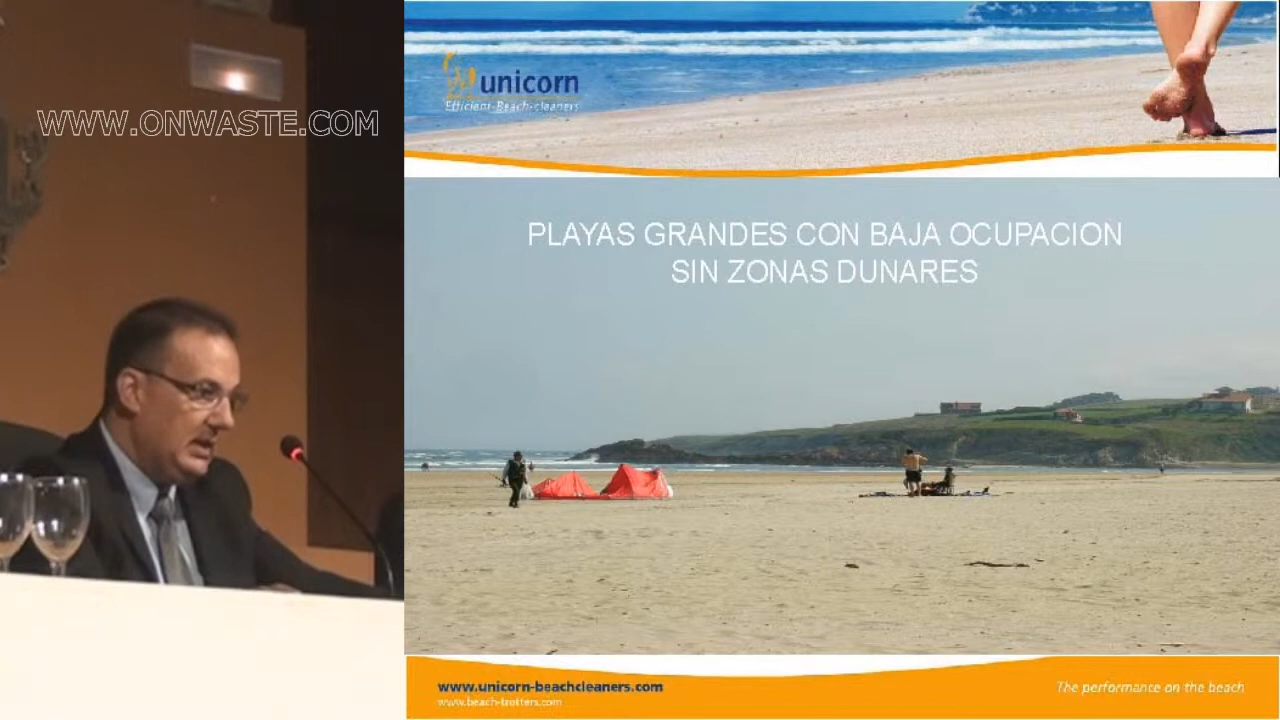 WWW.ONWASTE.COM
unicorn
Efficient-Beach-cleaners
PLAYAS GRANDES CON BAJA OCUPACION
SIN ZONAS DUNARES
www.unicorn-beachcleaners.com
www.beach-trotters.com
The performance on the beach